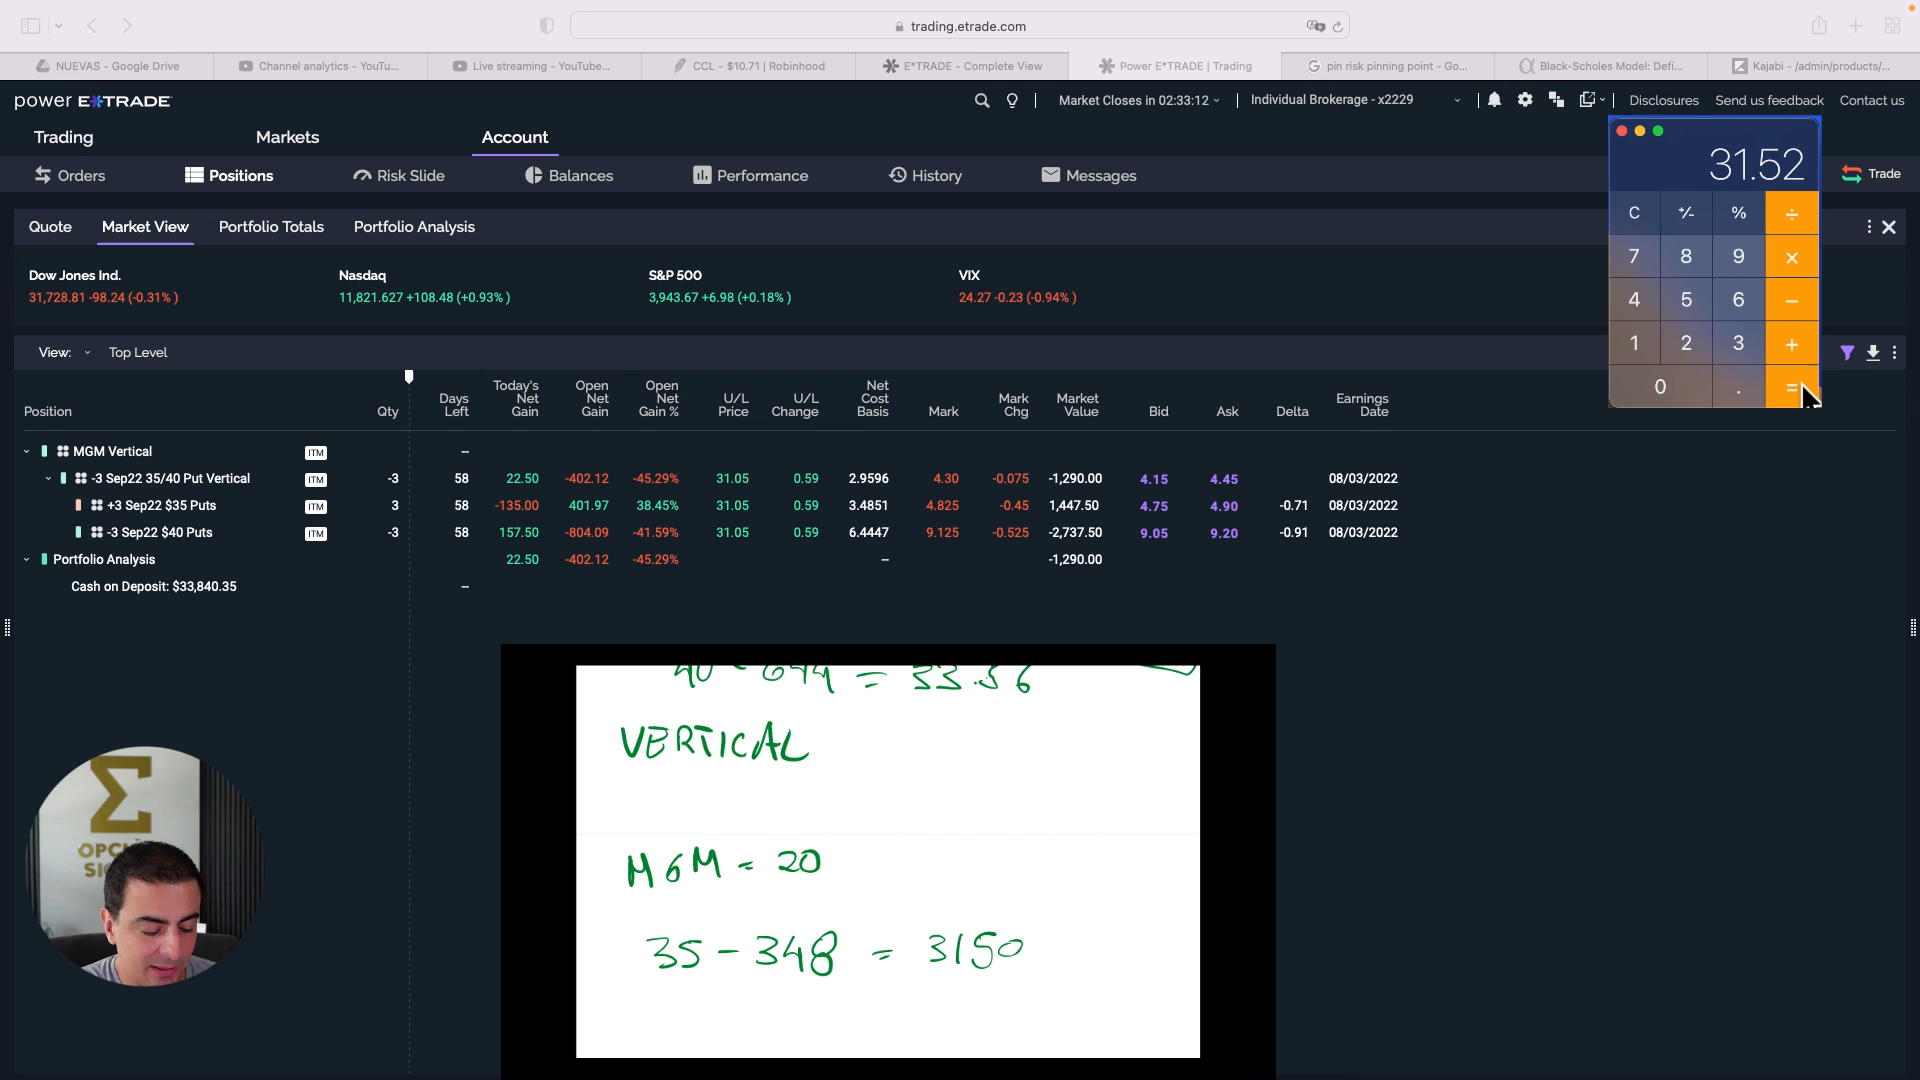 trading.etrade.com
NUEVAS - Google Drive
Channel analytics - YouTu...
Live streaming - YouTube...
CCL - $10.71 | Robinhood
E*TRADE - Complete View
Power E*TRADE | Trading
pin risk pinning point - Go...
Black-Scholes Model: Defi...
Kajabi - /admin/products/...
power E*TRADE
Market Closes in 02:33:12
Individual Brokerage - x2229
Disclosures
Send us feedback
Contact us
Trading Markets Account
Orders Positions Risk Slide Balances Performance History Messages
Trade
31.52
C +/- % ÷
7 8 9 ×
4 5 6 −
1 2 3 +
0 . =
Quote Market View Portfolio Totals Portfolio Analysis
Dow Jones Ind. Nasdaq S&P 500 VIX
31,728.81 -98.24 (-0.31% ) 11,821.627 +108.48 (+0.93% ) 3,943.67 +6.98 (+0.18% ) 24.27 -0.23 (-0.94% )
View: Top Level
Position Qty Days Left Today's Net Gain Open Net Gain Open Net Gain % U/L Price U/L Change Net Cost Basis Mark Mark Chg Market Value Bid Ask Delta Earnings Date
MGM Vertical ITM --
-3 Sep22 35/40 Put Vertical ITM -3 58 22.50 -402.12 -45.29% 31.05 0.59 2.9596 4.30 -0.075 -1,290.00 4.15 4.45 08/03/2022
+3 Sep22 $35 Puts ITM 3 58 -135.00 401.97 38.45% 31.05 0.59 3.4851 4.825 -0.45 1,447.50 4.75 4.90 -0.71 08/03/2022
-3 Sep22 $40 Puts ITM -3 58 157.50 -804.09 -41.59% 31.05 0.59 6.4447 9.125 -0.525 -2,737.50 9.05 9.20 -0.91 08/03/2022
Portfolio Analysis 22.50 -402.12 -45.29% -- -1,290.00
Cash on Deposit: $33,840.35 --
40 - 644 = 33.56
VERTICAL
MGM = 20
35 - 348 = 3150
OPCI
SI